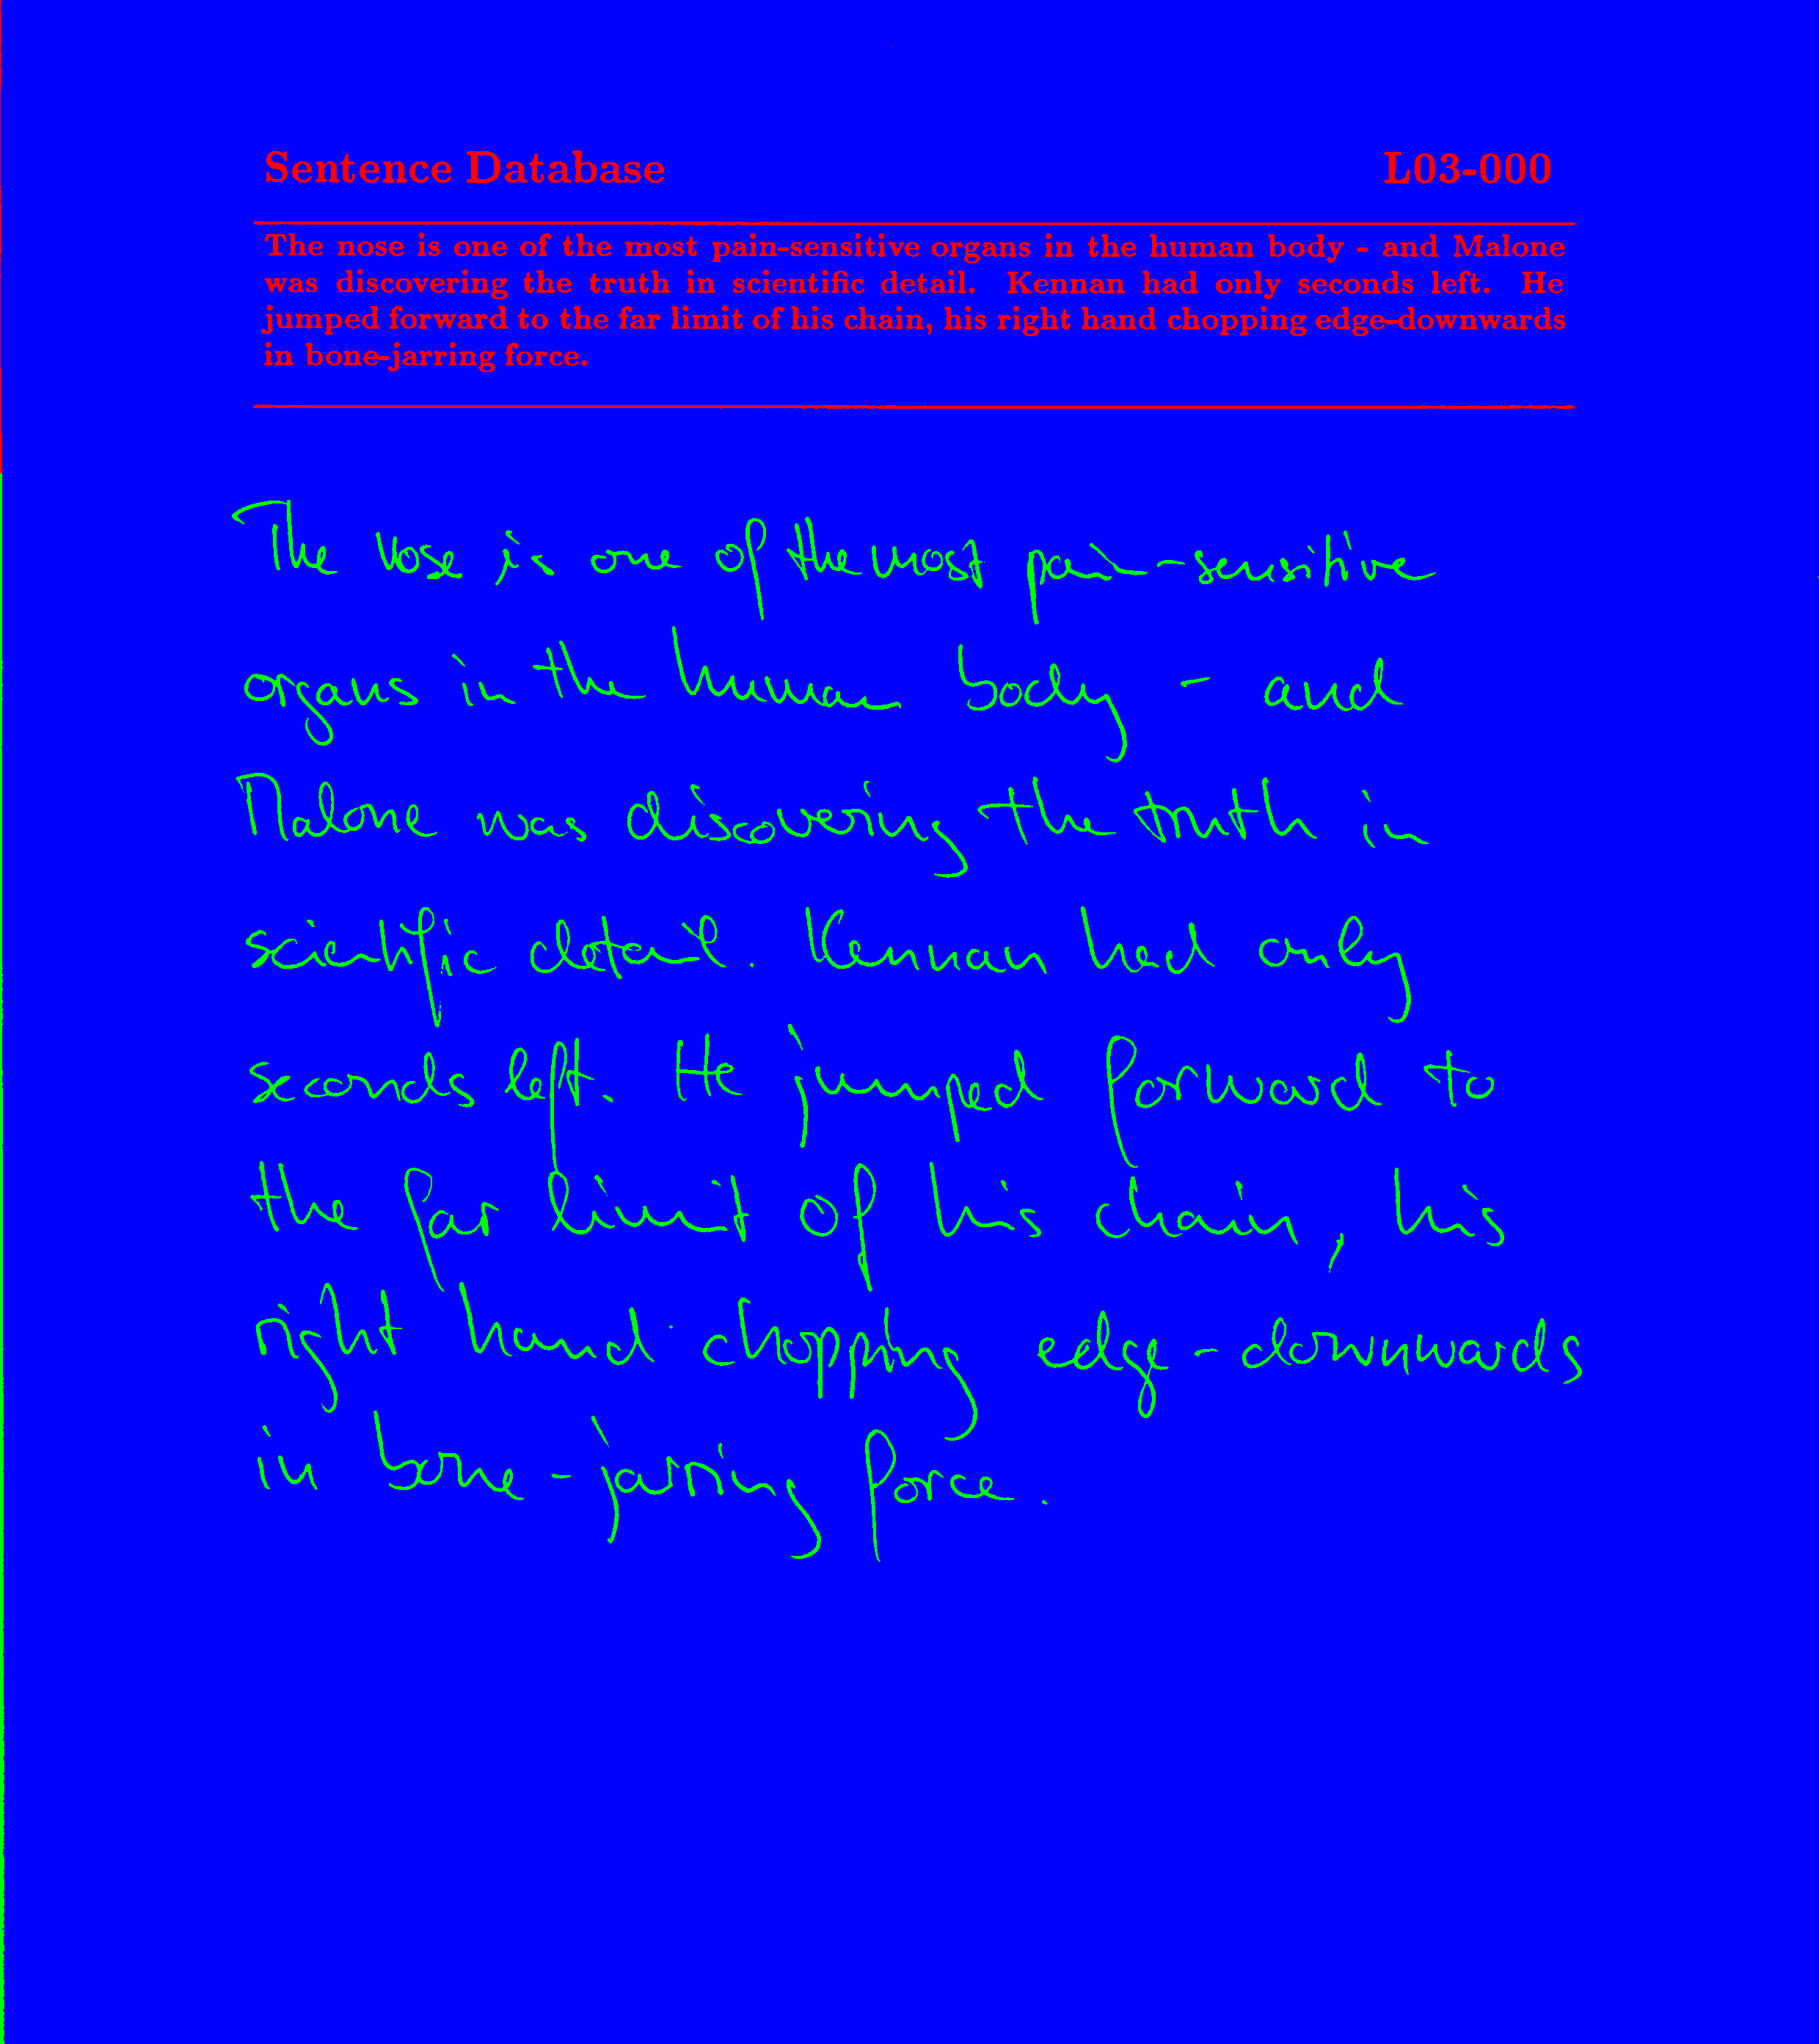 Sentence Database L03-000
The nose is one of the most pain-sensitive organs in the human body - and Malone
was discovering the truth in scientific detail. Kennan had only seconds left. He
jumped forward to the far limit of his chain, his right hand chopping edge-downwards
in bone-jarring force.
The nose is one of the most pain-sensitive
organs in the human body - and
Malone was discovering the truth in
scientific detail. Kennan had only
seconds left. He jumped forward to
the far limit of his chain, his
right hand chopping edge-downwards
in bone-jarring force.